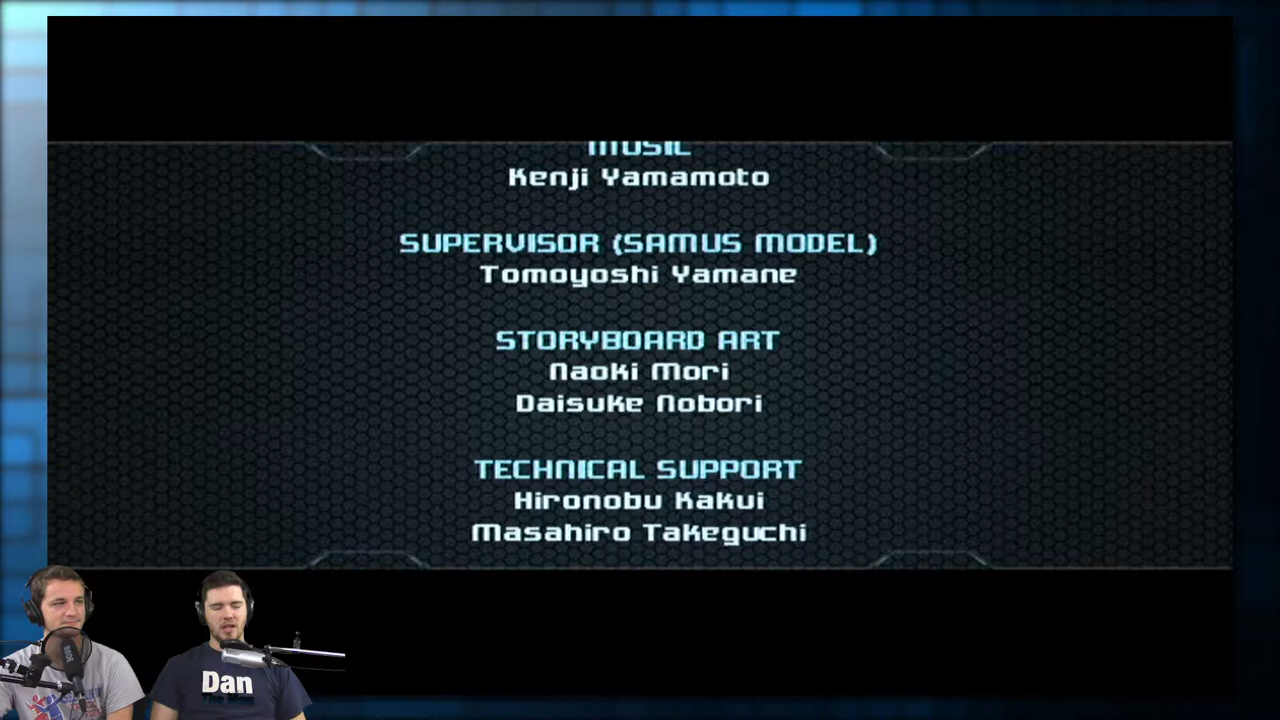 MUSIC
Kenji Yamamoto
SUPERVISOR (SAMUS MODEL)
Tomoyoshi Yamane
STORYBOARD ART
Naoki Mori
Daisuke Nobori
TECHNICAL SUPPORT
Hironobu Kakui
Masahiro Takeguchi
Dan